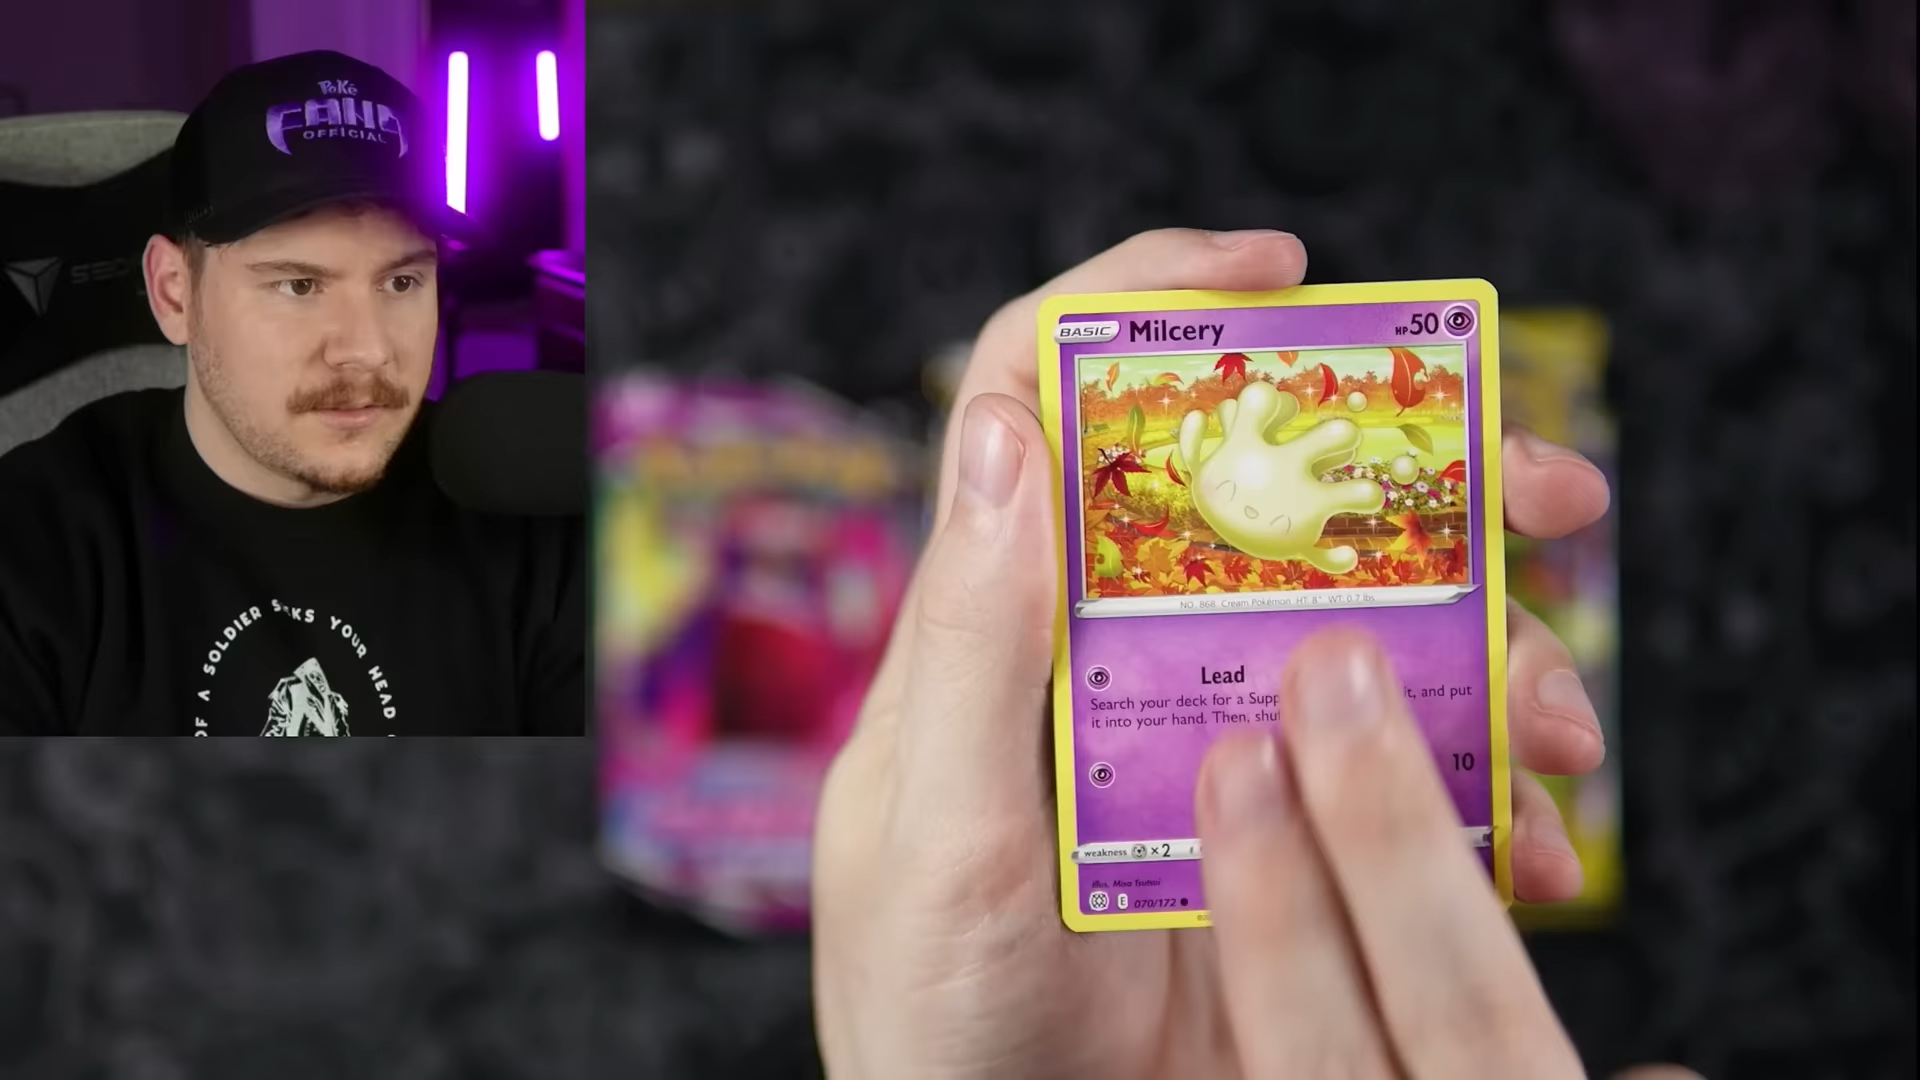 Poké
FANG
OFFICIAL
OF A SOLDIER S KS YOUR HEAD
BASIC Milcery HP 50
NO. 868 Cream Pokémon HT: 8" WT: 0.7 lbs
Lead
Search your deck for a it, and put
it into your hand. Then,
10
weakness ×2
Illus. Misa Tsutsui
E 070/172